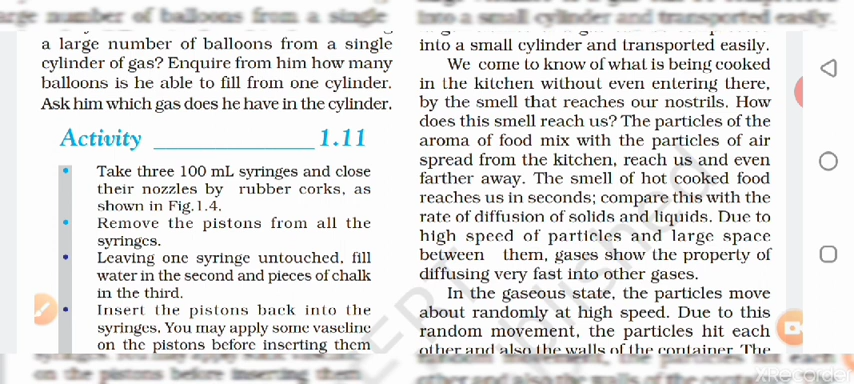 a large number of balloons from a single
cylinder of gas? Enquire from him how many
balloons is he able to fill from one cylinder.
Ask him which gas does he have in the cylinder.
Activity 1.11
• Take three 100 mL syringes and close
their nozzles by rubber corks, as
shown in Fig.1.4.
• Remove the pistons from all the
syringes.
• Leaving one syringe untouched, fill
water in the second and pieces of chalk
in the third.
• Insert the pistons back into the
syringes. You may apply some vaseline
on the pistons before inserting them
into a small cylinder and transported easily.
We come to know of what is being cooked
in the kitchen without even entering there,
by the smell that reaches our nostrils. How
does this smell reach us? The particles of the
aroma of food mix with the particles of air
spread from the kitchen, reach us and even
farther away. The smell of hot cooked food
reaches us in seconds; compare this with the
rate of diffusion of solids and liquids. Due to
high speed of particles and large space
between them, gases show the property of
diffusing very fast into other gases.
In the gaseous state, the particles move
about randomly at high speed. Due to this
random movement, the particles hit each
other and also the walls of the container. The
XRecorder